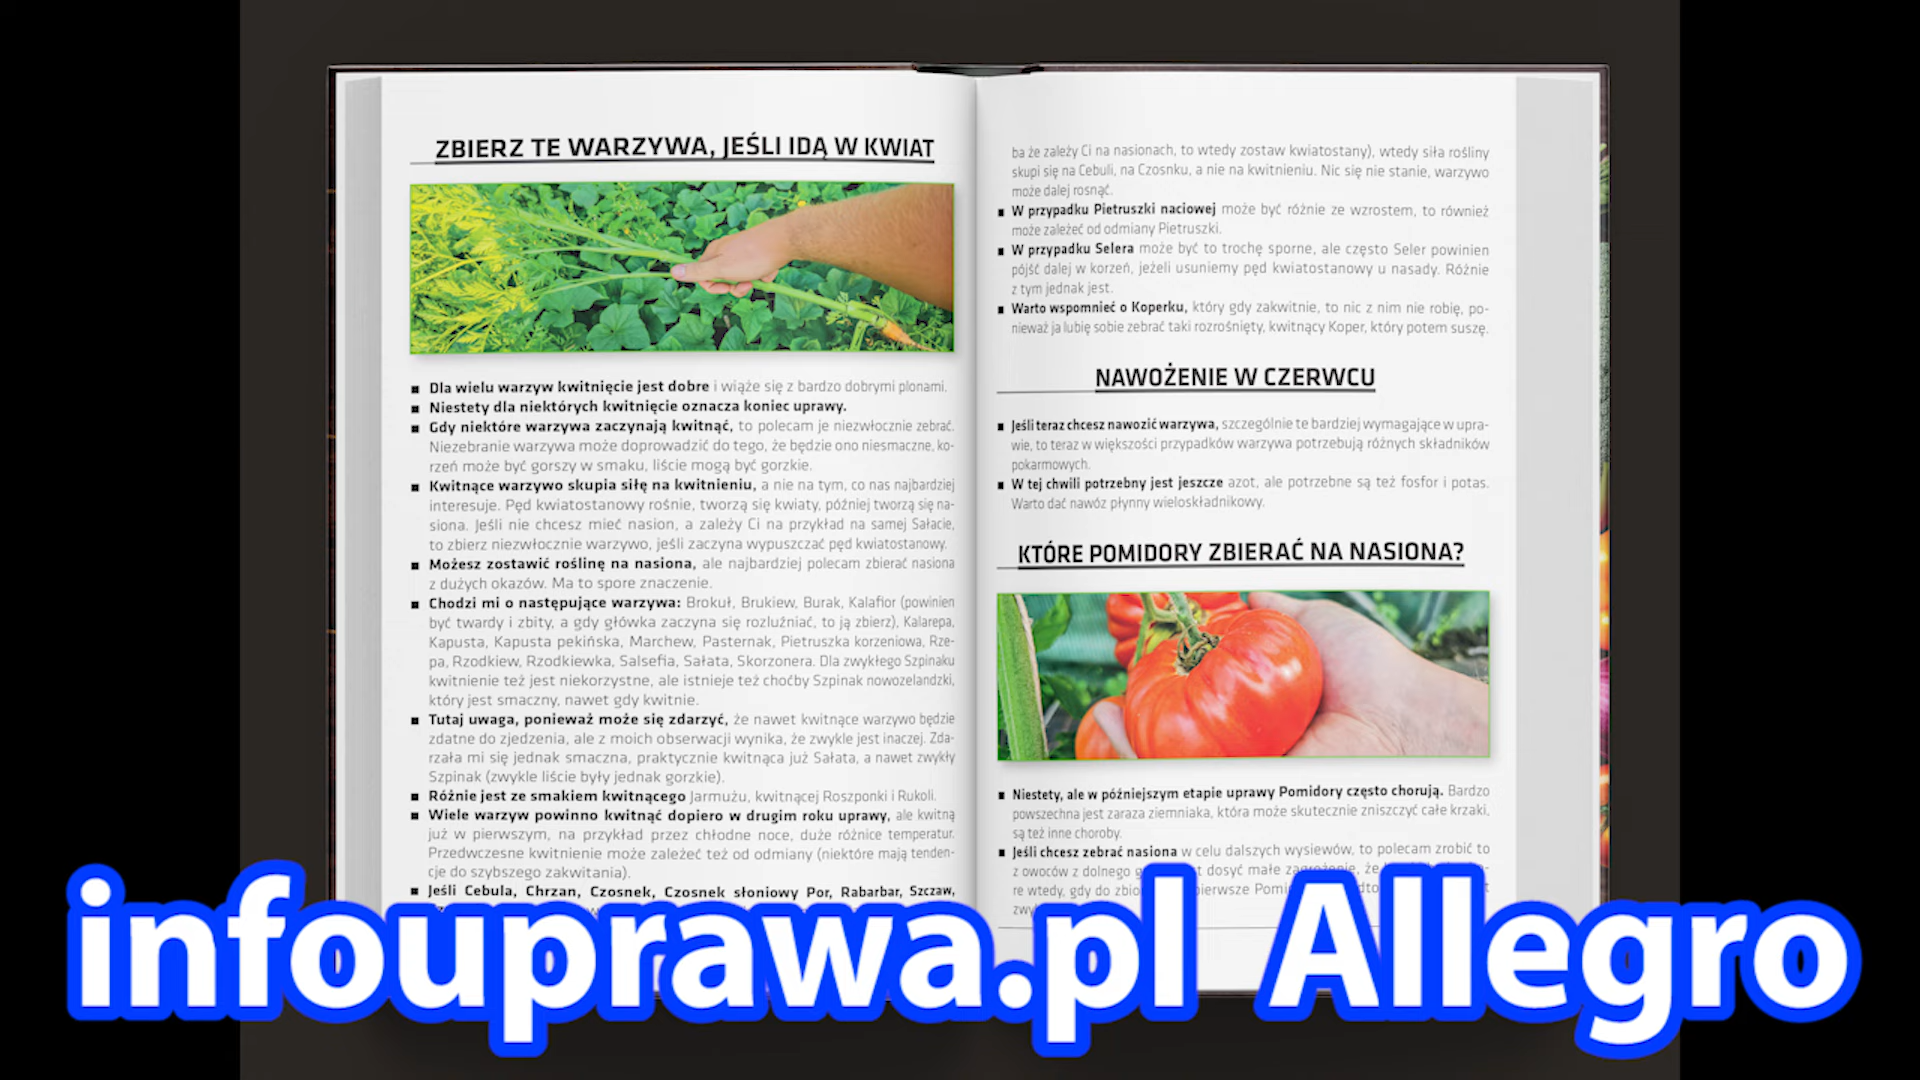 ZBIERZ TE WARZYWA, JEŚLI IDĄ W KWIAT
■ Dla wielu warzyw kwitnięcie jest dobre i wiąże się z bardzo dobrymi plonami.
■ Niestety dla niektórych kwitnięcie oznacza koniec uprawy.
■ Gdy niektóre warzywa zaczynają kwitnąć, to polecam je niezwłocznie zebrać.
Niezebranie warzywa może doprowadzić do tego, że będzie ono niesmaczne, ko-
rzeń może być gorszy w smaku, liście mogą być gorzkie.
■ Kwitnące warzywo skupia siłę na kwitnieniu, a nie na tym, co nas najbardziej
interesuje. Pęd kwiatostanowy rośnie, tworzą się kwiaty, później tworzą się na-
siona. Jeśli nie chcesz mieć nasion, a zależy Ci na przykład na samej Sałacie,
to zbierz niezwłocznie warzywo, jeśli zaczyna wypuszczać pęd kwiatostanowy.
■ Możesz zostawić roślinę na nasiona, ale najbardziej polecam zbierać nasiona
z dużych okazów. Ma to spore znaczenie.
■ Chodzi mi o następujące warzywa: Brokuł, Brukiew, Burak, Kalafior (powinien
być twardy i zbity, a gdy główka zaczyna się rozluźniać, to ją zbierz), Kalarepa,
Kapusta, Kapusta pekińska, Marchew, Pasternak, Pietruszka korzeniowa, Rze-
pa, Rzodkiew, Rzodkiewka, Salsefia, Sałata, Skorzonera. Dla zwykłego Szpinaku
kwitnienie też jest niekorzystne, ale istnieje też choćby Szpinak nowozelandzki,
który jest smaczny, nawet gdy kwitnie.
■ Tutaj uwaga, ponieważ może się zdarzyć, że nawet kwitnące warzywo będzie
zdatne do zjedzenia, ale z moich obserwacji wynika, że zwykle jest inaczej. Zda-
rzała mi się jednak smaczna, praktycznie kwitnąca już Sałata, a nawet zwykły
Szpinak (zwykle liście były jednak gorzkie).
■ Różnie jest ze smakiem kwitnącego Jarmużu, kwitnącej Roszponki i Rukoli.
■ Wiele warzyw powinno kwitnąć dopiero w drugim roku uprawy, ale kwitną
już w pierwszym, na przykład przez chłodne noce, duże różnice temperatur.
Przedwczesne kwitnienie może zależeć też od odmiany (niektóre mają tenden-
cje do szybszego zakwitania).
■ Jeśli Cebula, Chrzan, Czosnek, Czosnek słoniowy Por, Rabarbar, Szczaw,
ba że zależy Ci na nasionach, to wtedy zostaw kwiatostany), wtedy siła rośliny
skupi się na Cebuli, na Czosnku, a nie na kwitnieniu. Nic się nie stanie, warzywo
może dalej rosnąć.
■ W przypadku Pietruszki naciowej może być różnie ze wzrostem, to również
może zależeć od odmiany Pietruszki.
■ W przypadku Selera może być to trochę sporne, ale często Seler powinien
pójść dalej w korzeń, jeżeli usuniemy pęd kwiatostanowy u nasady. Różnie
z tym jednak jest.
■ Warto wspomnieć o Koperku, który gdy zakwitnie, to nic z nim nie robię, po-
nieważ ja lubię sobie zebrać taki rozrośnięty, kwitnący Koper, który potem suszę.
NAWOŻENIE W CZERWCU
■ Jeśli teraz chcesz nawozić warzywa, szczególnie te bardziej wymagające w upra-
wie, to teraz w większości przypadków warzywa potrzebują różnych składników
pokarmowych.
■ W tej chwili potrzebny jest jeszcze azot, ale potrzebne są też fosfor i potas.
Warto dać nawóz płynny wieloskładnikowy.
KTÓRE POMIDORY ZBIERAĆ NA NASIONA?
■ Niestety, ale w późniejszym etapie uprawy Pomidory często chorują. Bardzo
powszechna jest zaraza ziemniaka, która może skutecznie zniszczyć całe krzaki,
są też inne choroby.
■ Jeśli chcesz zebrać nasiona w celu dalszych wysiewów, to polecam zrobić to
z owoców z dolnego dosyć małe zagrożenie, że
re wtedy, gdy do pierwsze
infouprawa.pl Allegro